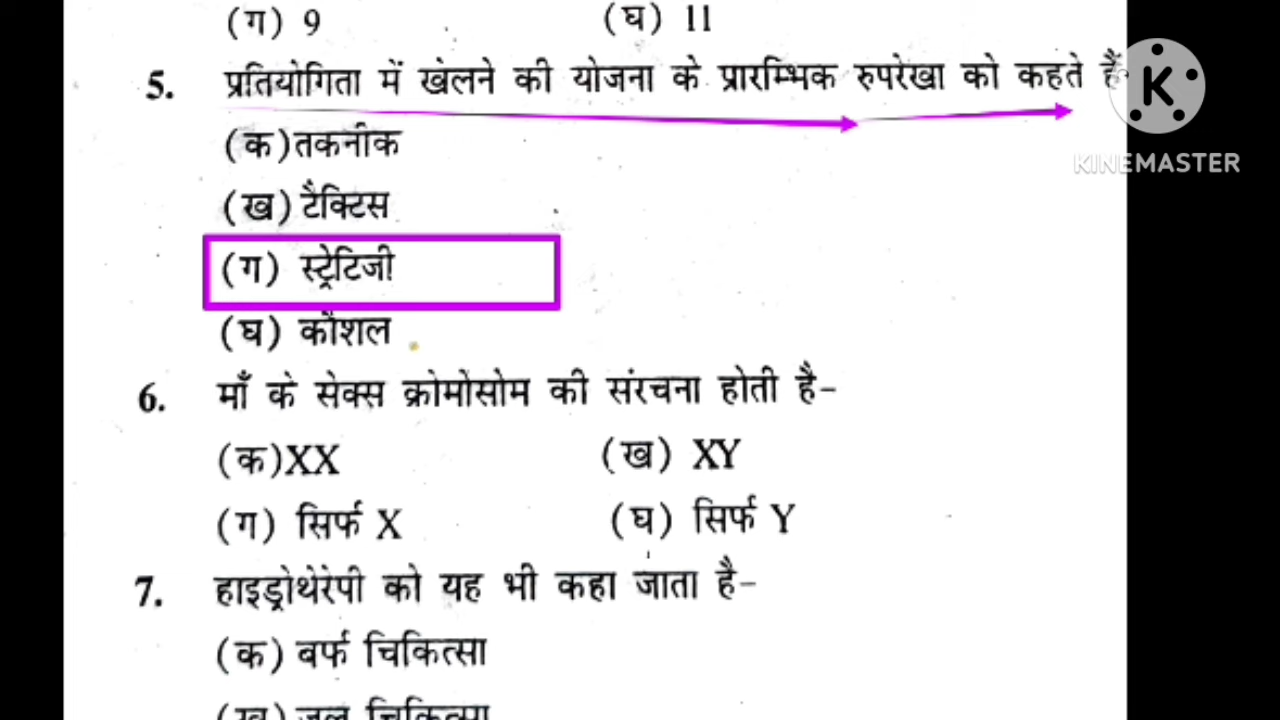 (ग) 9 (घ) 11
5. प्रतियोगिता में खेलने की योजना के प्रारम्भिक रुपरेखा को कहते हैं-
(क)तकनीक
(ख) टैक्टिस
(ग) स्ट्रेटिजी
(घ) कौशल
6. माँ के सेक्स क्रोमोसोम की संरचना होती है-
(क)XX (ख) XY
(ग) सिर्फ X (घ) सिर्फ Y
7. हाइड्रोथेरेपी को यह भी कहा जाता है-
(क) बर्फ चिकित्सा
(ख) जल चिकित्सा
K
KINEMASTER